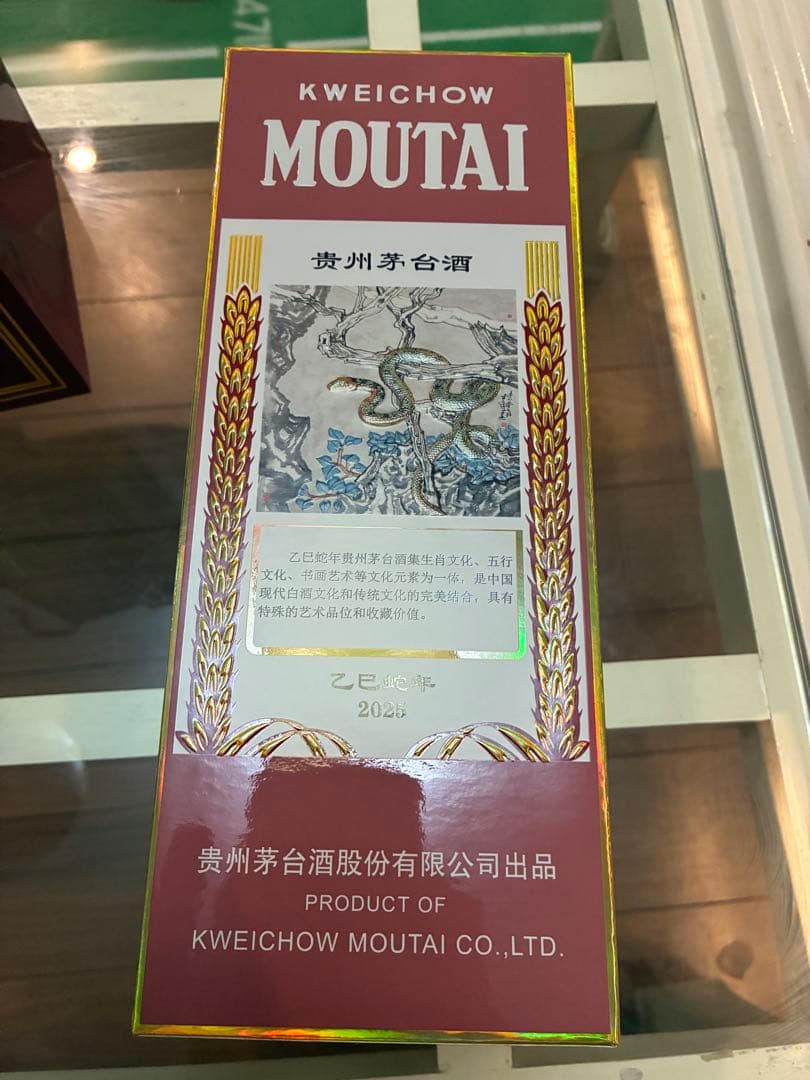 KWEICHOW
MOUTAI
贵州茅台酒
乙巳蛇年贵州茅台酒集生肖文化、五行
文化、书画艺术等文化元素为一体，是中国
现代白酒文化和传统文化的完美结合，具有
特殊的艺术品位和收藏价值。
乙巳蛇年
2025
贵州茅台酒股份有限公司出品
PRODUCT OF
KWEICHOW MOUTAI CO.,LTD.